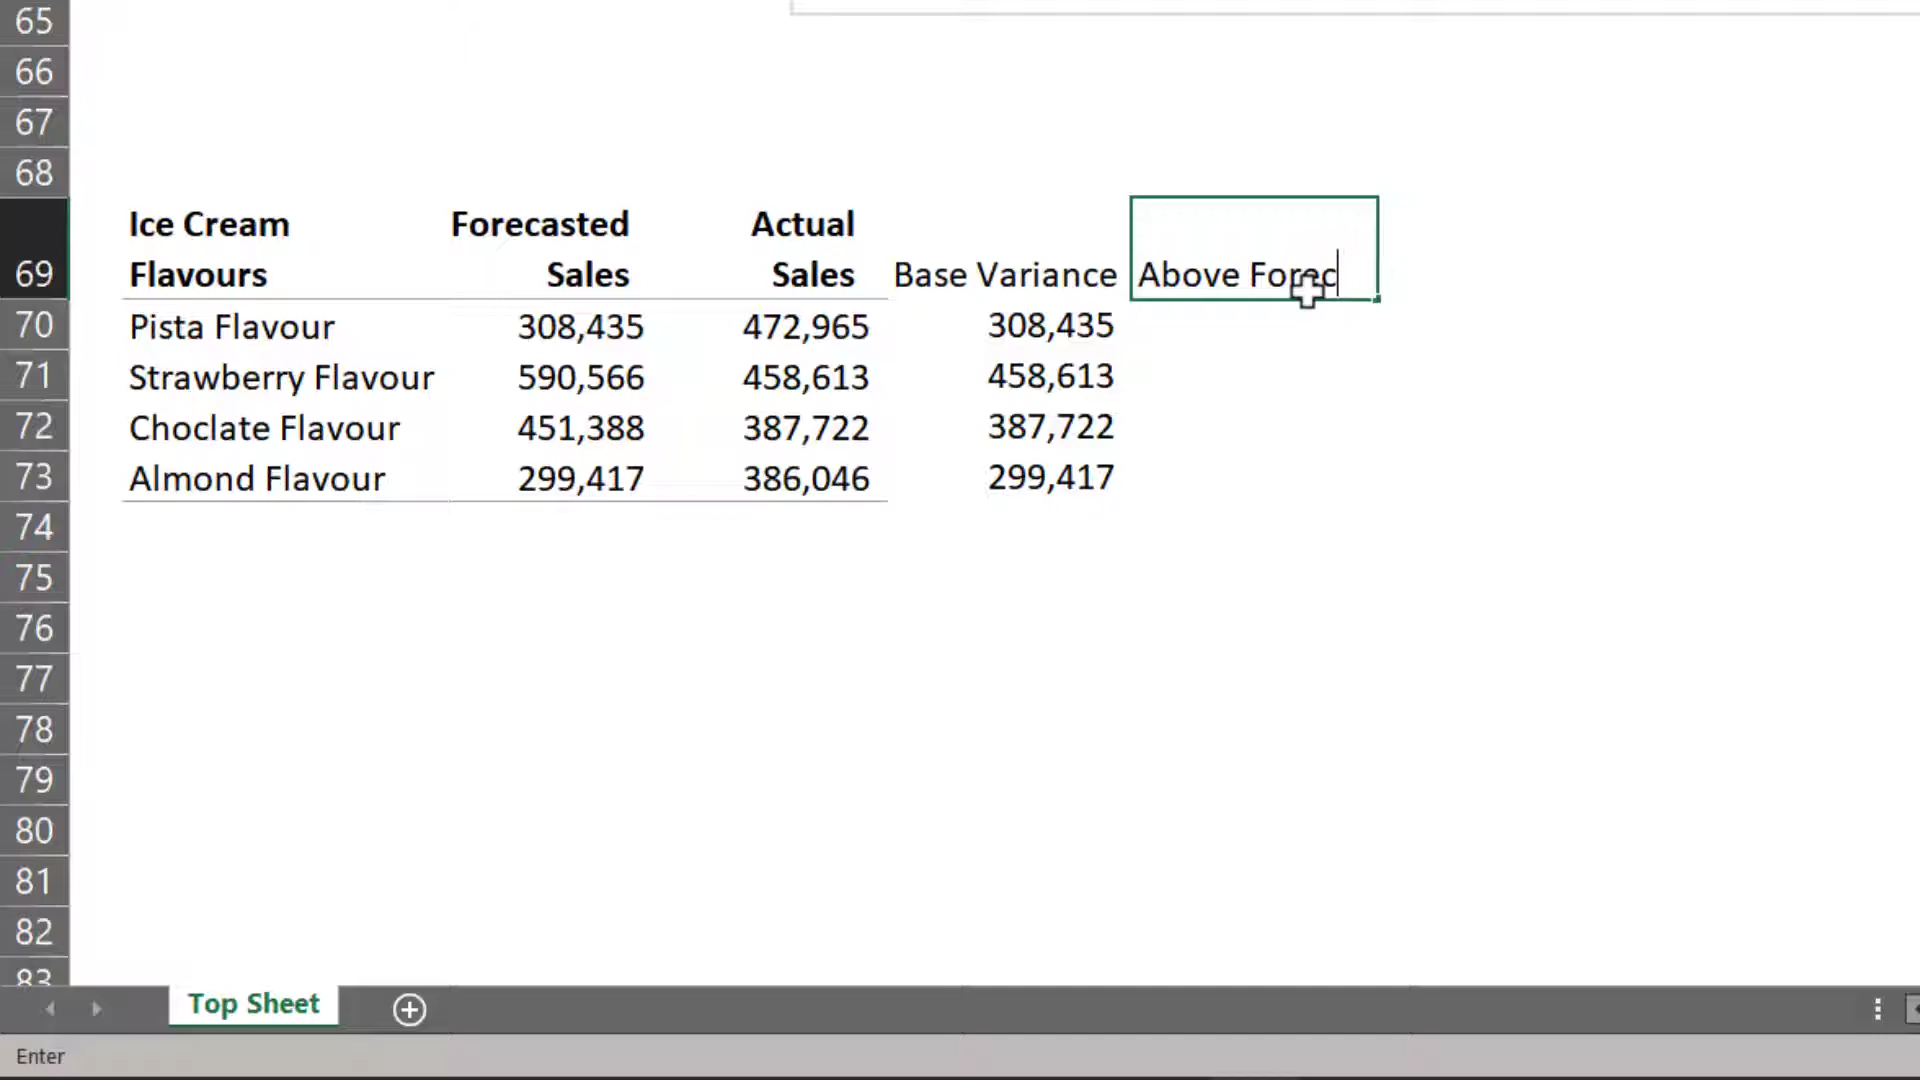 65
66
67
68
Ice Cream Forecasted Actual
69 Flavours Sales Sales Base Variance Above Forec
70 Pista Flavour 308,435 472,965 308,435
71 Strawberry Flavour 590,566 458,613 458,613
72 Choclate Flavour 451,388 387,722 387,722
73 Almond Flavour 299,417 386,046 299,417
74
75
76
77
78
79
80
81
82
83
Top Sheet
Enter